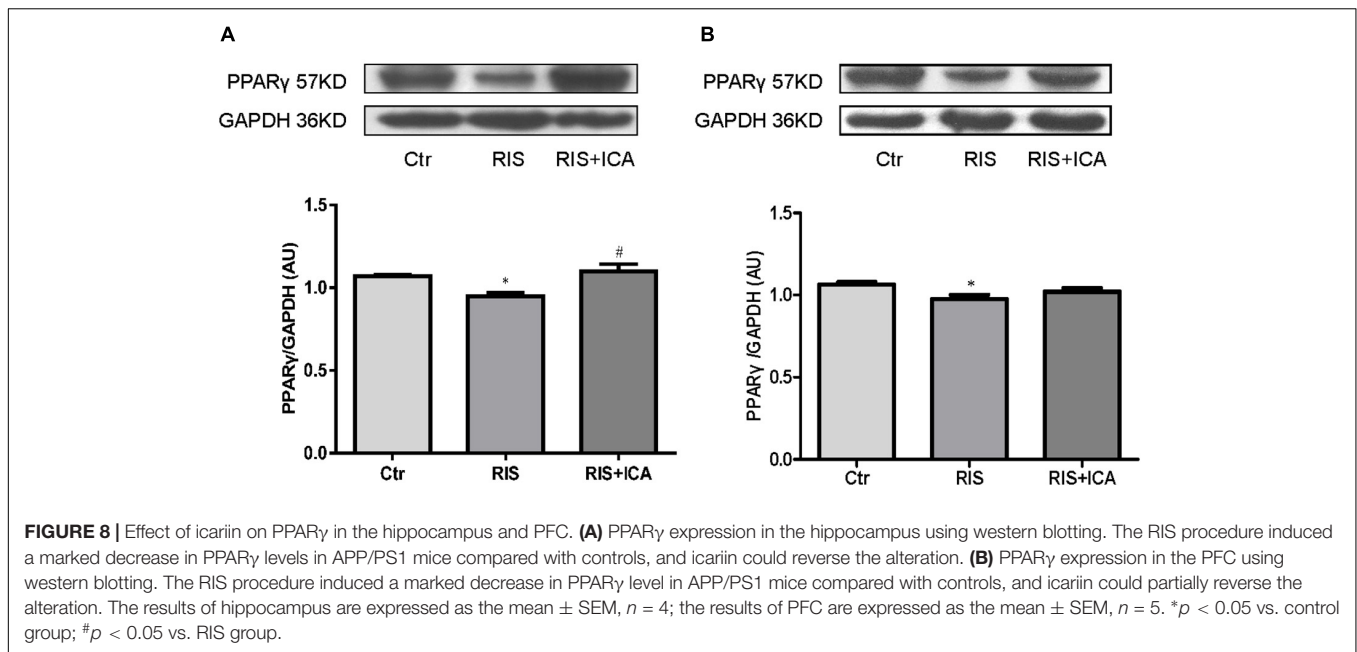 A
PPARγ 57KD
GAPDH 36KD
Ctr RIS RIS+ICA
PPARγ/GAPDH (AU)
1.5
1.0
0.5
0.0
*
#
Ctr RIS RIS+ICA
B
PPARγ 57KD
GAPDH 36KD
Ctr RIS RIS+ICA
PPARγ /GAPDH (AU)
1.5
1.0
0.5
0.0
*
Ctr RIS RIS+ICA
FIGURE 8 | Effect of icariin on PPARγ in the hippocampus and PFC. (A) PPARγ expression in the hippocampus using western blotting. The RIS procedure induced
a marked decrease in PPARγ levels in APP/PS1 mice compared with controls, and icariin could reverse the alteration. (B) PPARγ expression in the PFC using
western blotting. The RIS procedure induced a marked decrease in PPARγ level in APP/PS1 mice compared with controls, and icariin could partially reverse the
alteration. The results of hippocampus are expressed as the mean ± SEM, n = 4; the results of PFC are expressed as the mean ± SEM, n = 5. *p < 0.05 vs. control
group; #p < 0.05 vs. RIS group.